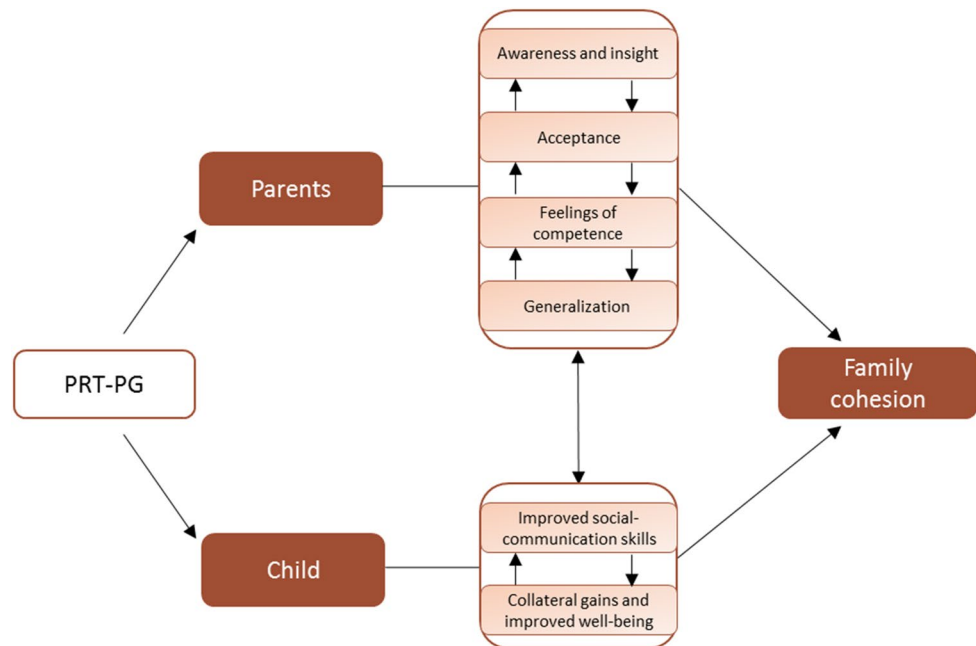 PRT-PG
Parents
Child
Awareness and insight
Acceptance
Feelings of
competence
Generalization
Improved social-
communication skills
Collateral gains and
improved well-being
Family
cohesion